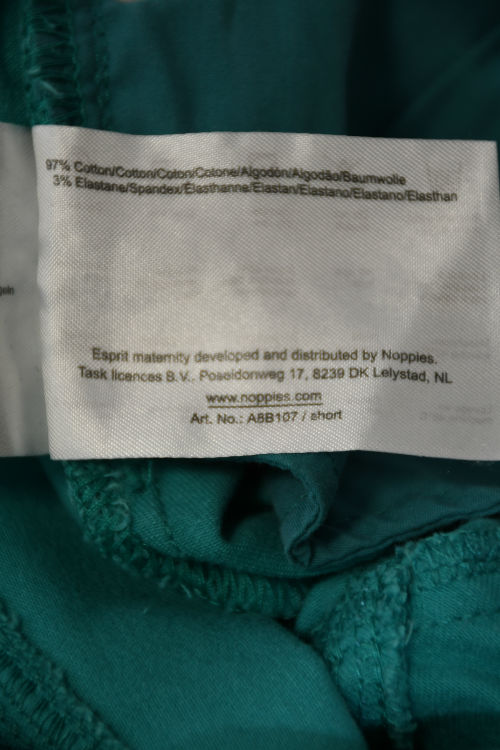 97% Cotton/Cotton/Coton/Cotone/Algodón/Algodão/Baumwolle
3% Elastane/Spandex/Elasthanne/Elastan/Elastano/Elastano/Elasthan
Esprit maternity developed and distributed by Noppies.
Task licences B.V., Poseidonweg 17, 8239 DK Lelystad, NL
www.noppies.com
Art. No.: A8B107 / short